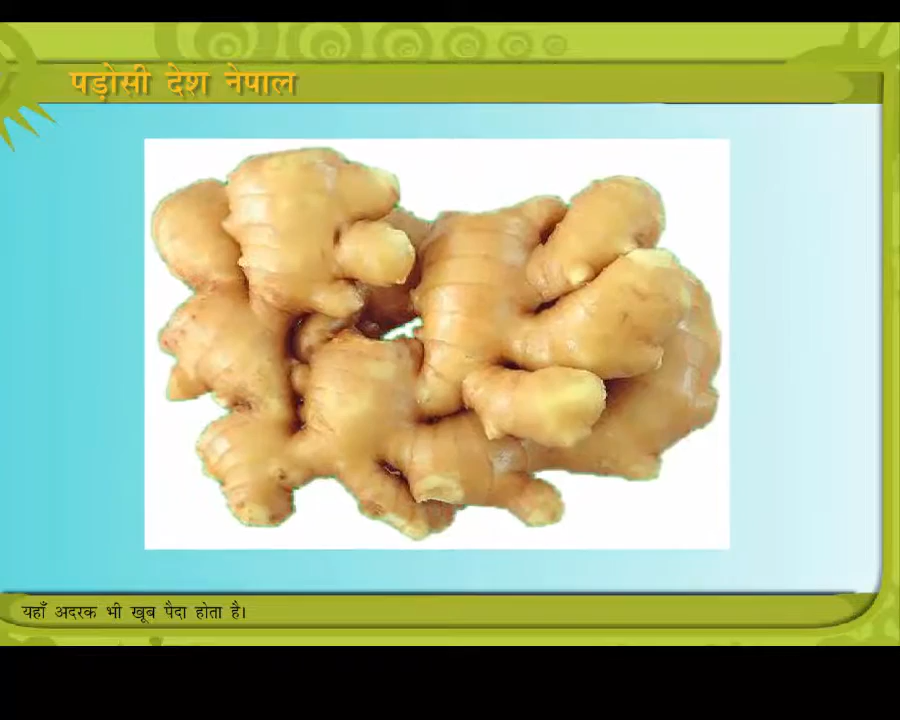 पड़ोसी देश नेपाल
यहाँ अदरक भी खूब पैदा होता है।